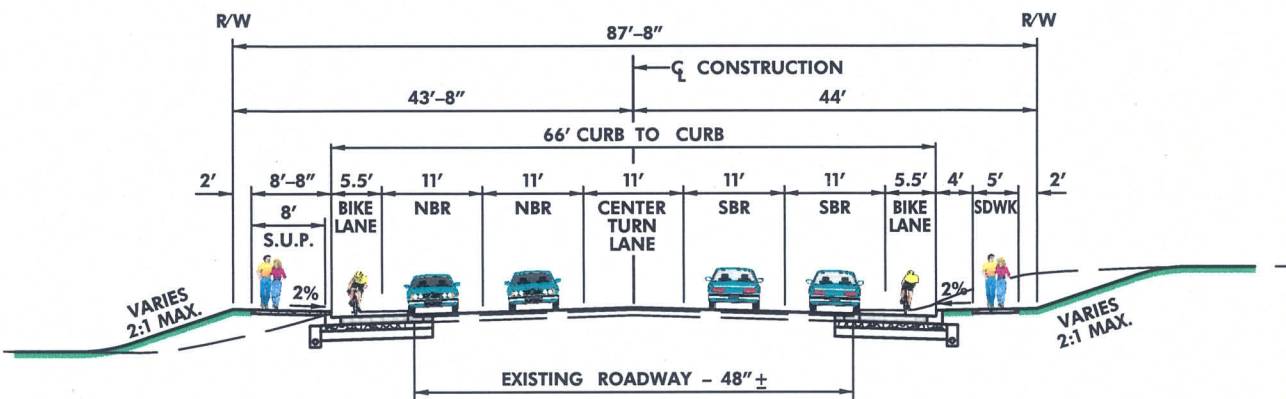 R/W
R/W
87'–8"
℄ CONSTRUCTION
43'–8"
44'
66' CURB TO CURB
2'
8'–8"
5.5'
11'
11'
11'
11'
11'
5.5'
4'
5'
2'
BIKE
LANE
NBR
NBR
CENTER
TURN
LANE
SBR
SBR
BIKE
LANE
SDWK
8'
S.U.P.
2%
2%
VARIES
2:1 MAX.
VARIES
2:1 MAX.
EXISTING ROADWAY – 48" ±